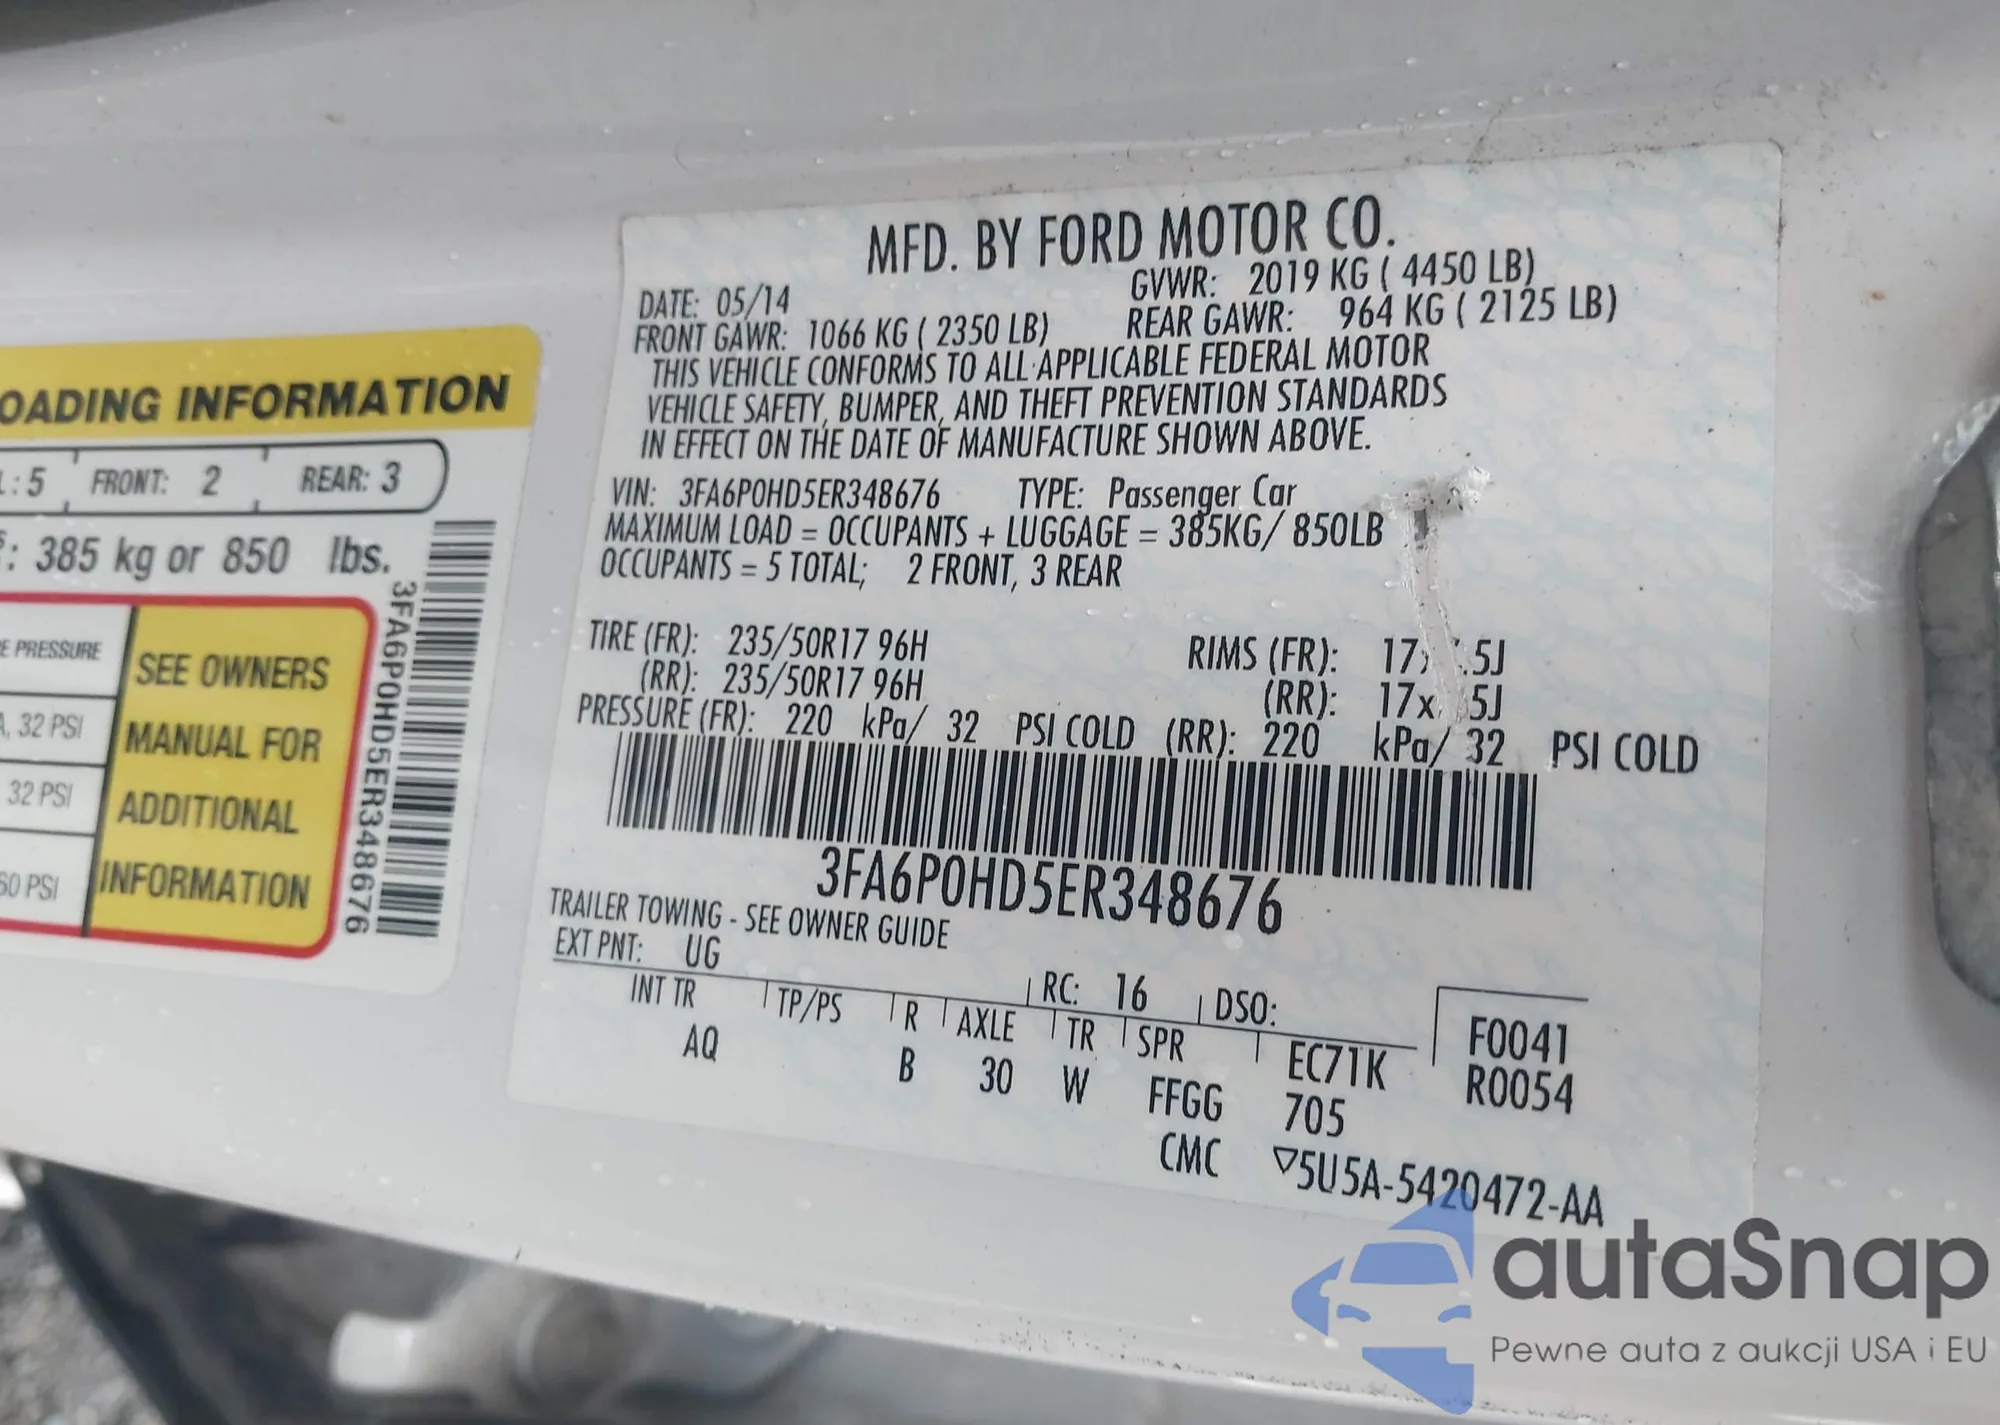 OADING INFORMATION
L: 5 FRONT: 2 REAR: 3
: 385 kg or 850 lbs.
E PRESSURE
, 32 PSI
32 PSI
60 PSI
SEE OWNERS
MANUAL FOR
ADDITIONAL
INFORMATION
3FA6P0HD5ER348676
MFD. BY FORD MOTOR CO.
DATE: 05/14 GVWR: 2019 KG ( 4450 LB)
FRONT GAWR: 1066 KG ( 2350 LB) REAR GAWR: 964 KG ( 2125 LB)
THIS VEHICLE CONFORMS TO ALL APPLICABLE FEDERAL MOTOR
VEHICLE SAFETY, BUMPER, AND THEFT PREVENTION STANDARDS
IN EFFECT ON THE DATE OF MANUFACTURE SHOWN ABOVE.
VIN: 3FA6P0HD5ER348676 TYPE: Passenger Car
MAXIMUM LOAD = OCCUPANTS + LUGGAGE = 385KG/ 850LB
OCCUPANTS = 5 TOTAL; 2 FRONT, 3 REAR
TIRE (FR): 235/50R17 96H RIMS (FR): 17 .5J
(RR): 235/50R17 96H (RR): 17x 5J
PRESSURE (FR): 220 kPa/ 32 PSI COLD (RR): 220 kPa/ 32 PSI COLD
3FA6P0HD5ER348676
TRAILER TOWING - SEE OWNER GUIDE
EXT PNT: UG RC: 16 DSO:
INT TR TP/PS R AXLE TR SPR EC71K F0041
AQ B 30 W FFGG 705 R0054
CMC ▽5U5A-5420472-AA
autaSnap
Pewne auta z aukcji USA i EU